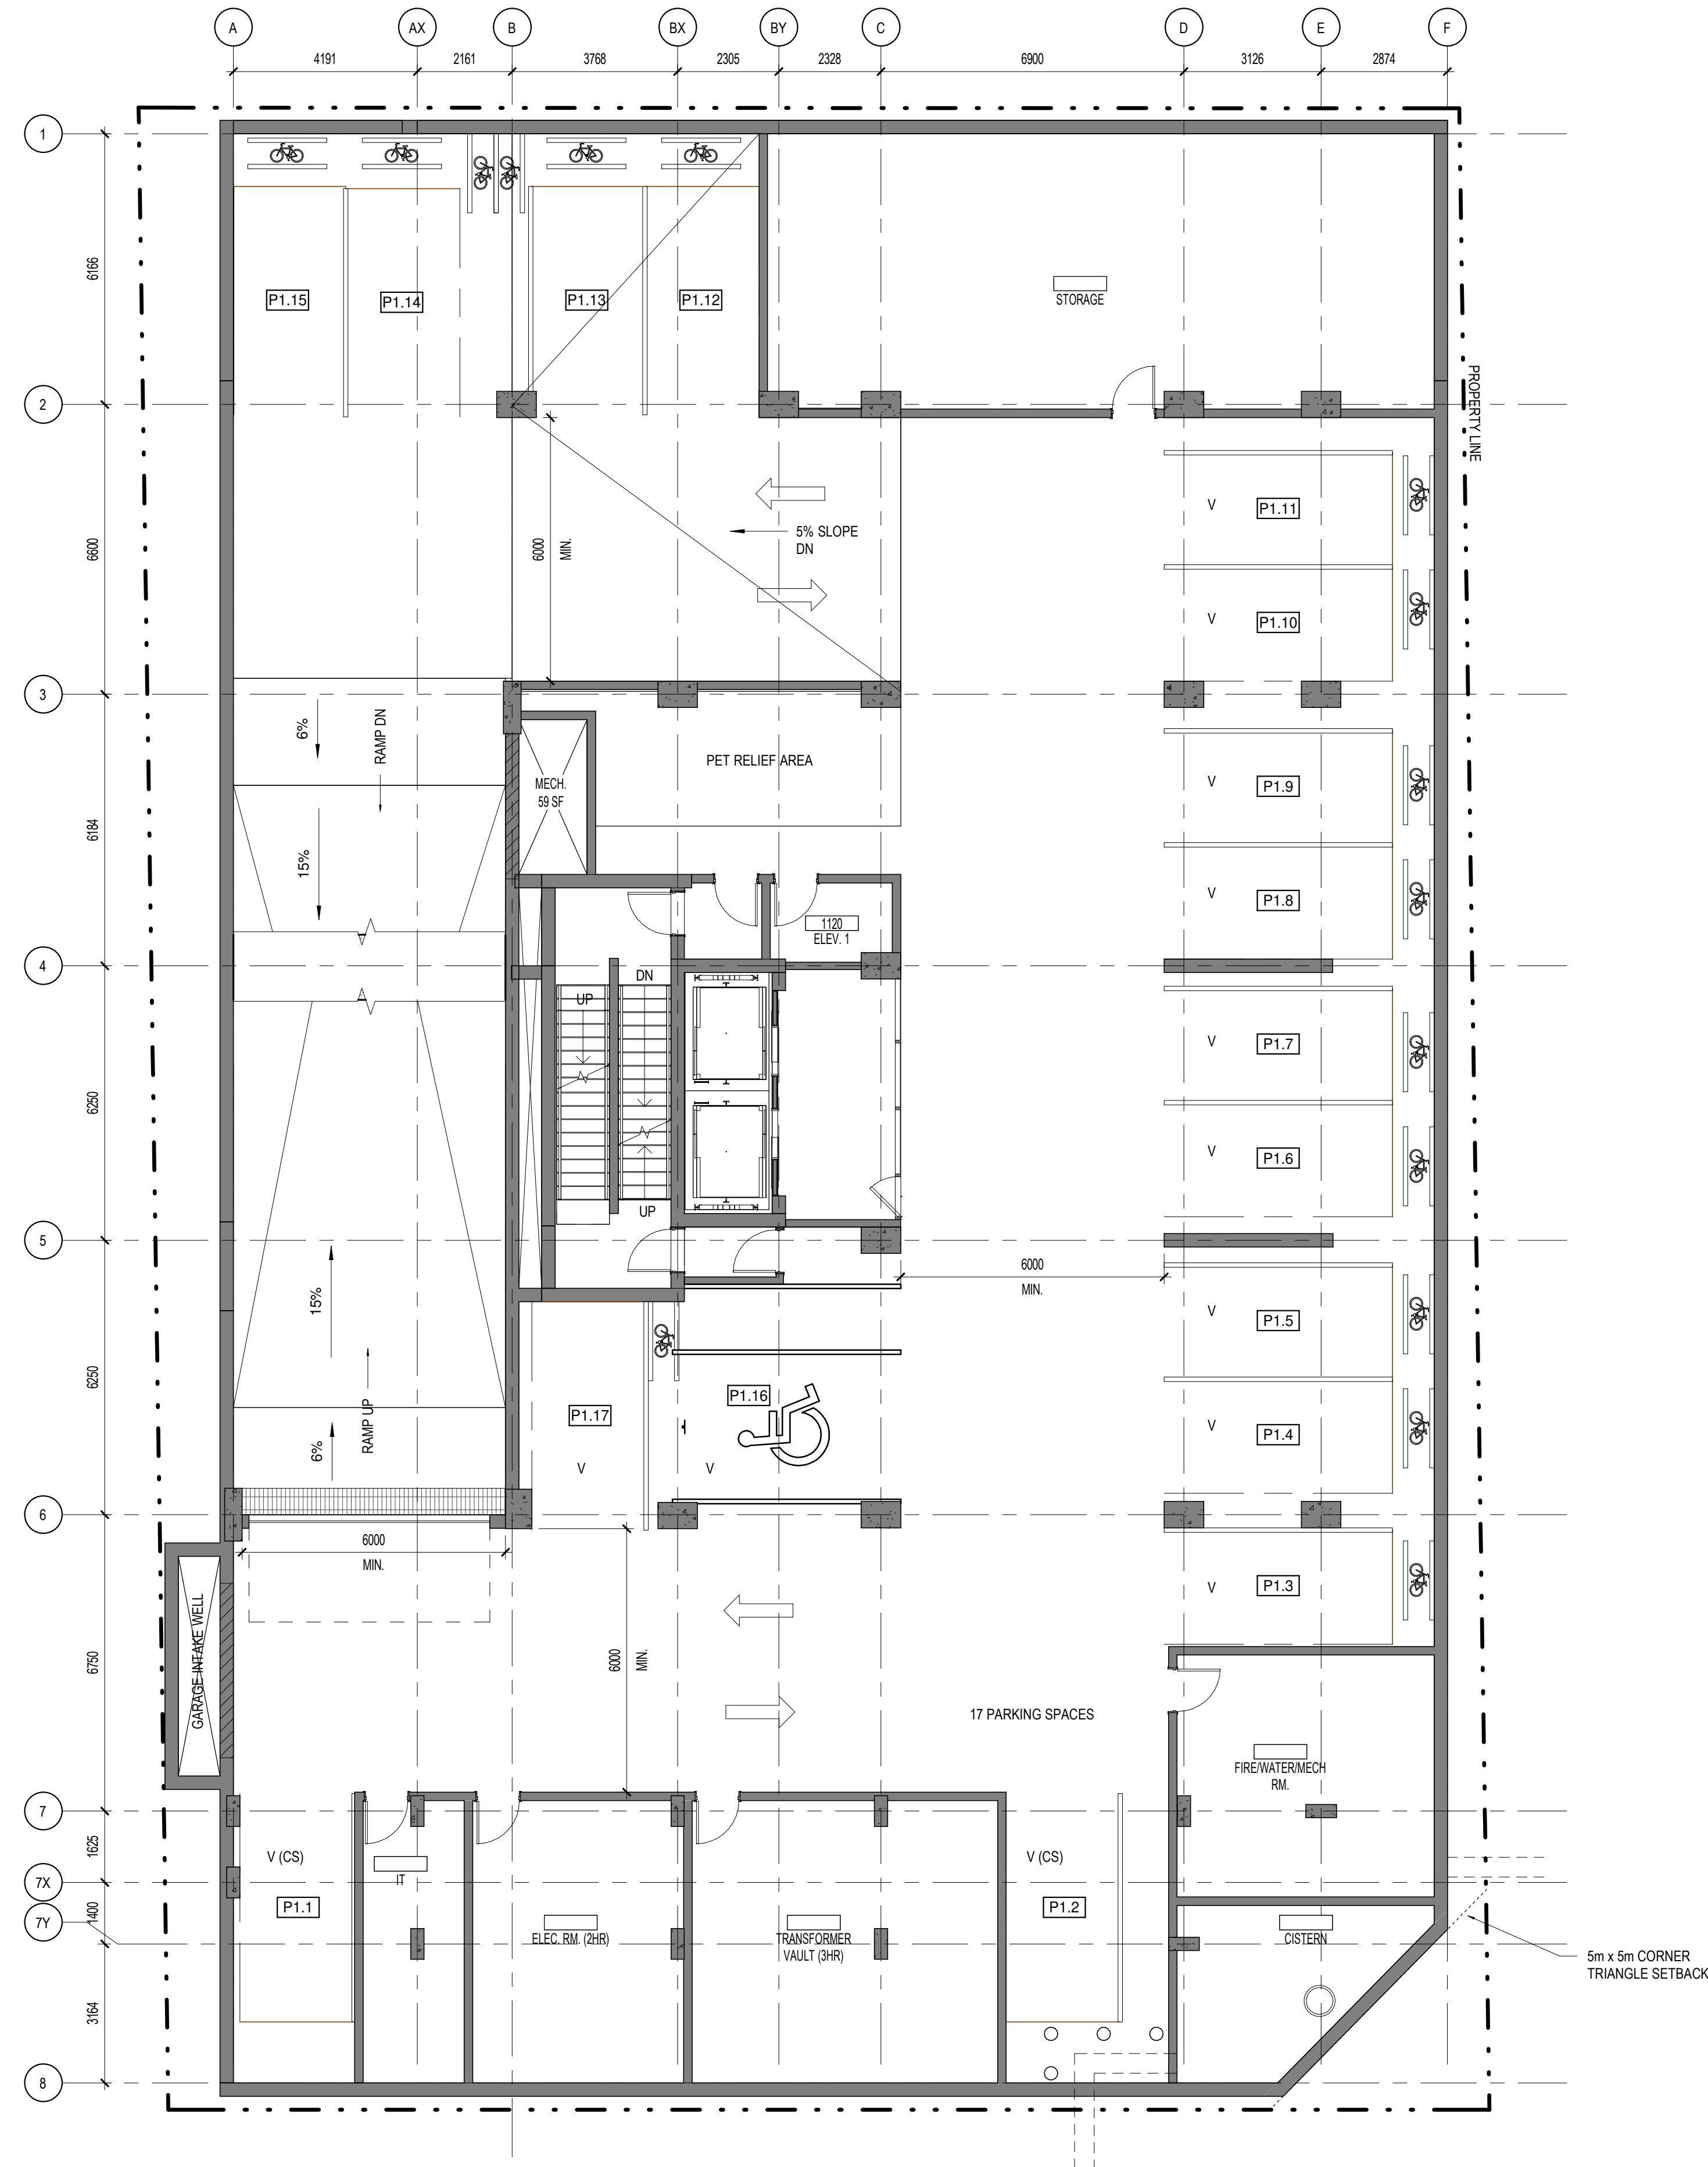 A
AX
B
BX
BY
C
D
E
F
4191
2161
3768
2305
2328
6900
3126
2874
1
6166
P1.15
P1.14
P1.13
P1.12
STORAGE
2
PROPERTY LINE
6600
6000
MIN.
5% SLOPE
DN
V
P1.11
V
P1.10
3
6%
RAMP DN
6184
15%
MECH.
59 SF
PET RELIEF AREA
V
P1.9
V
P1.8
1120
ELEV. 1
4
DN
UP
V
P1.7
6250
V
P1.6
UP
5
6000
MIN.
15%
V
P1.5
6250
RAMP UP
6%
P1.17
V
P1.16
V
V
P1.4
6
6000
MIN.
V
P1.3
6750
GARAGE INTAKE WELL
6000
MIN.
17 PARKING SPACES
FIRE/WATER/MECH
RM.
7
1625
V (CS)
IT
V (CS)
7X
P1.1
P1.2
1400
7Y
ELEC. RM. (2HR)
TRANSFORMER
VAULT (3HR)
CISTERN
5m x 5m CORNER
TRIANGLE SETBACK
3164
8